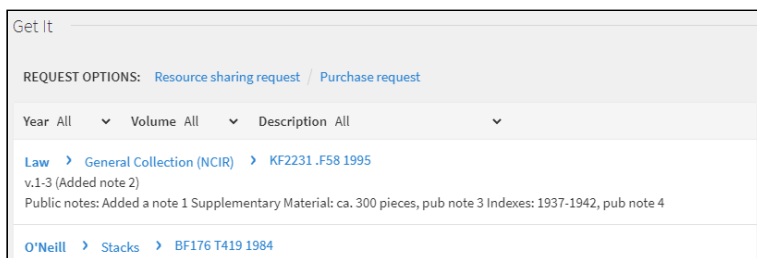 Get It
REQUEST OPTIONS: Resource sharing request / Purchase request
Year All Volume All Description All
Law > General Collection (NCIR) > KF2231 .F58 1995
v.1-3 (Added note 2)
Public notes: Added a note 1 Supplementary Material: ca. 300 pieces, pub note 3 Indexes: 1937-1942, pub note 4
O'Neill > Stacks > BF176 T419 1984